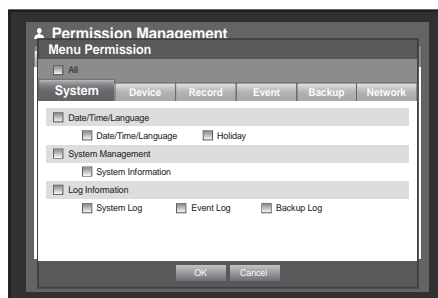 Permission Management
Menu Permission
All
System Device Record Event Backup Network
Date/Time/Language
Date/Time/Language Holiday
System Management
System Information
Log Information
System Log Event Log Backup Log
OK Cancel